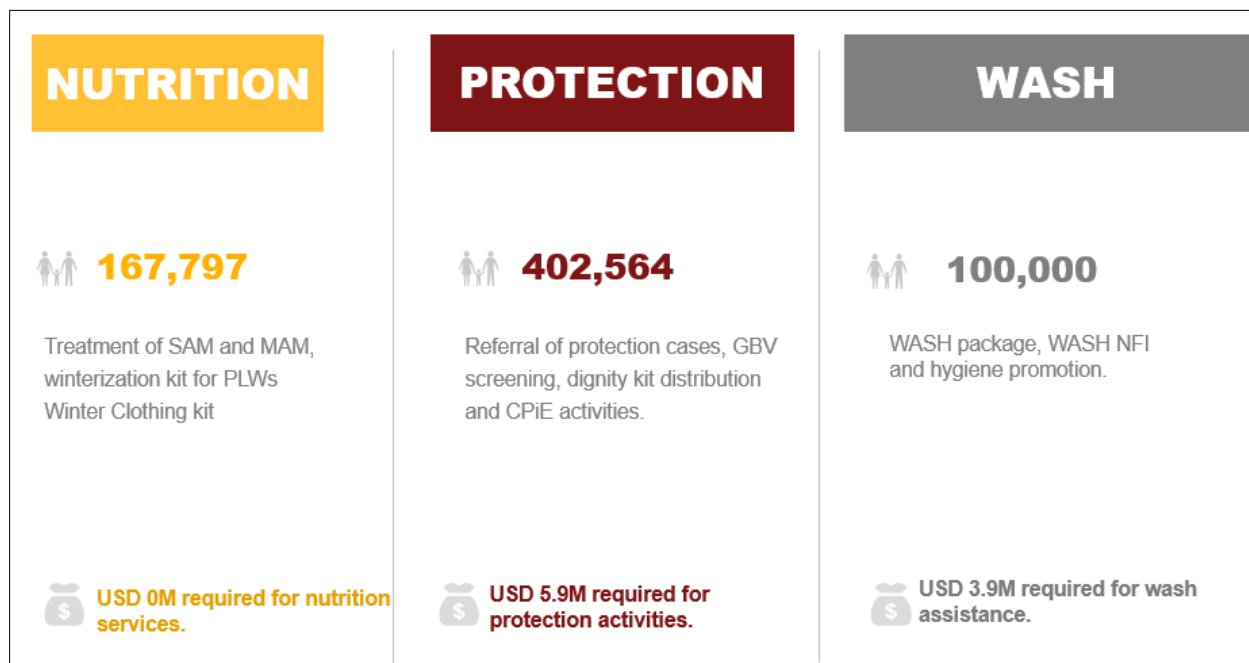 NUTRITION
167,797
Treatment of SAM and MAM,
winterization kit for PLWs
Winter Clothing kit
USD 0M required for nutrition
services.
PROTECTION
402,564
Referral of protection cases, GBV
screening, dignity kit distribution
and CPiE activities.
USD 5.9M required for
protection activities.
WASH
100,000
WASH package, WASH NFI
and hygiene promotion.
USD 3.9M required for wash
assistance.